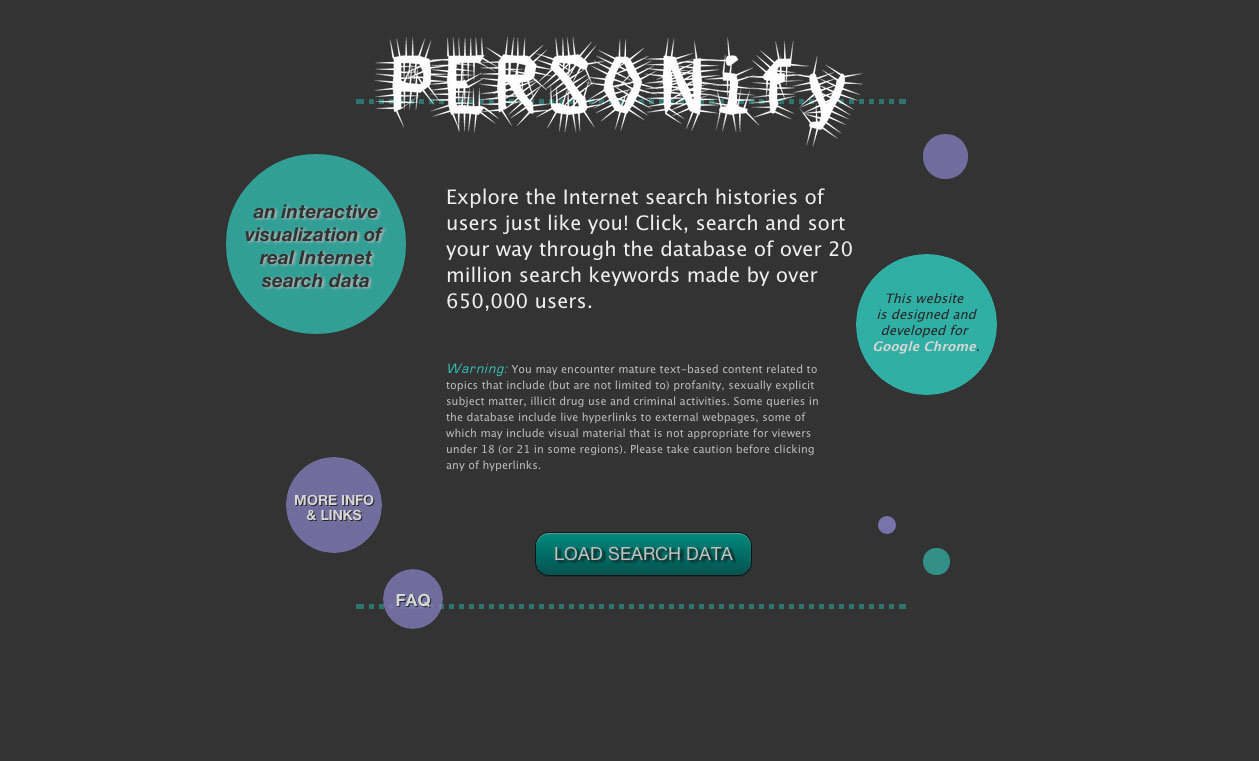 PERSONify
an interactive
visualization of
real Internet
search data
Explore the Internet search histories of
users just like you! Click, search and sort
your way through the database of over 20
million search keywords made by over
650,000 users.
This website
is designed and
developed for
Google Chrome.
Warning: You may encounter mature text-based content related to
topics that include (but are not limited to) profanity, sexually explicit
subject matter, illicit drug use and criminal activities. Some queries in
the database include live hyperlinks to external webpages, some of
which may include visual material that is not appropriate for viewers
under 18 (or 21 in some regions). Please take caution before clicking
any of hyperlinks.
MORE INFO
& LINKS
LOAD SEARCH DATA
FAQ